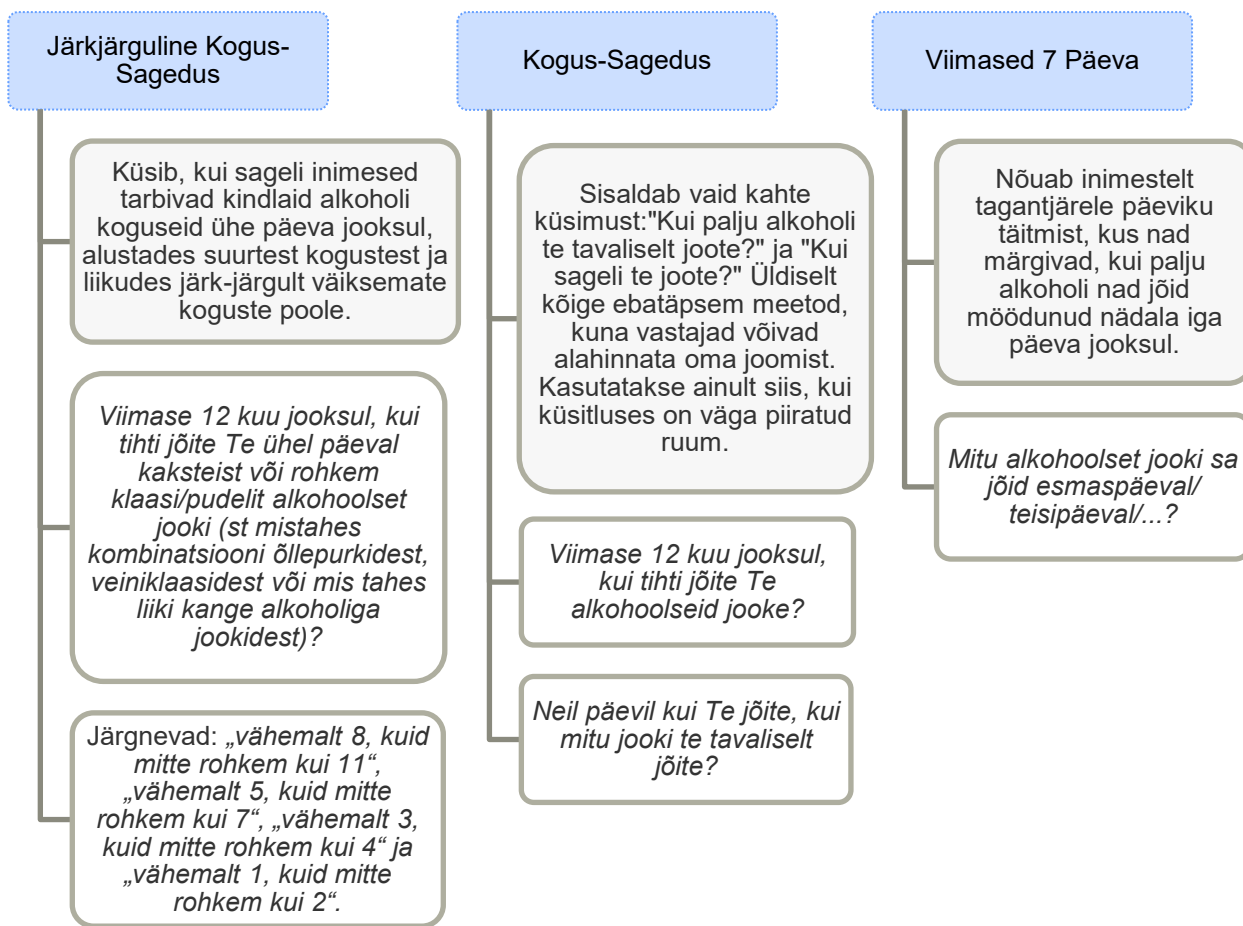 Järkjärguline Kogus-
Sagedus
Küsib, kui sageli inimesed
tarbivad kindlaid alkoholi
koguseid ühe päeva jooksul,
alustades suurtest kogustest ja
liikudes järk-järgult väiksemate
koguste poole.
Viimase 12 kuu jooksul, kui
tihti jõite Te ühel päeval
kaksteist või rohkem
klaasi/pudelit alkohoolset
jooki (st mistahes
kombinatsiooni õllepurkidest,
veiniklaasidest või mis tahes
liiki kange alkoholiga
jookidest)?
Järgnevad: „vähemalt 8, kuid
mitte rohkem kui 11“,
„vähemalt 5, kuid mitte
rohkem kui 7“, „vähemalt 3,
kuid mitte rohkem kui 4“ ja
„vähemalt 1, kuid mitte
rohkem kui 2“.
Kogus-Sagedus
Sisaldab vaid kahte
küsimust:"Kui palju alkoholi
te tavaliselt joote?" ja "Kui
sageli te joote?" Üldiselt
kõige ebatäpsem meetod,
kuna vastajad võivad
alahinnata oma joomist.
Kasutatakse ainult siis, kui
küsitluses on väga piiratud
ruum.
Viimase 12 kuu jooksul,
kui tihti jõite Te
alkohoolseid jooke?
Neil päevil kui Te jõite, kui
mitu jooki te tavaliselt
jõite?
Viimased 7 Päeva
Nõuab inimestelt
tagantjärele päeviku
täitmist, kus nad
märgivad, kui palju
alkoholi nad jõid
möödunud nädala iga
päeva jooksul.
Mitu alkohoolset jooki sa
jõid esmaspäeval/
teisipäeval/...?